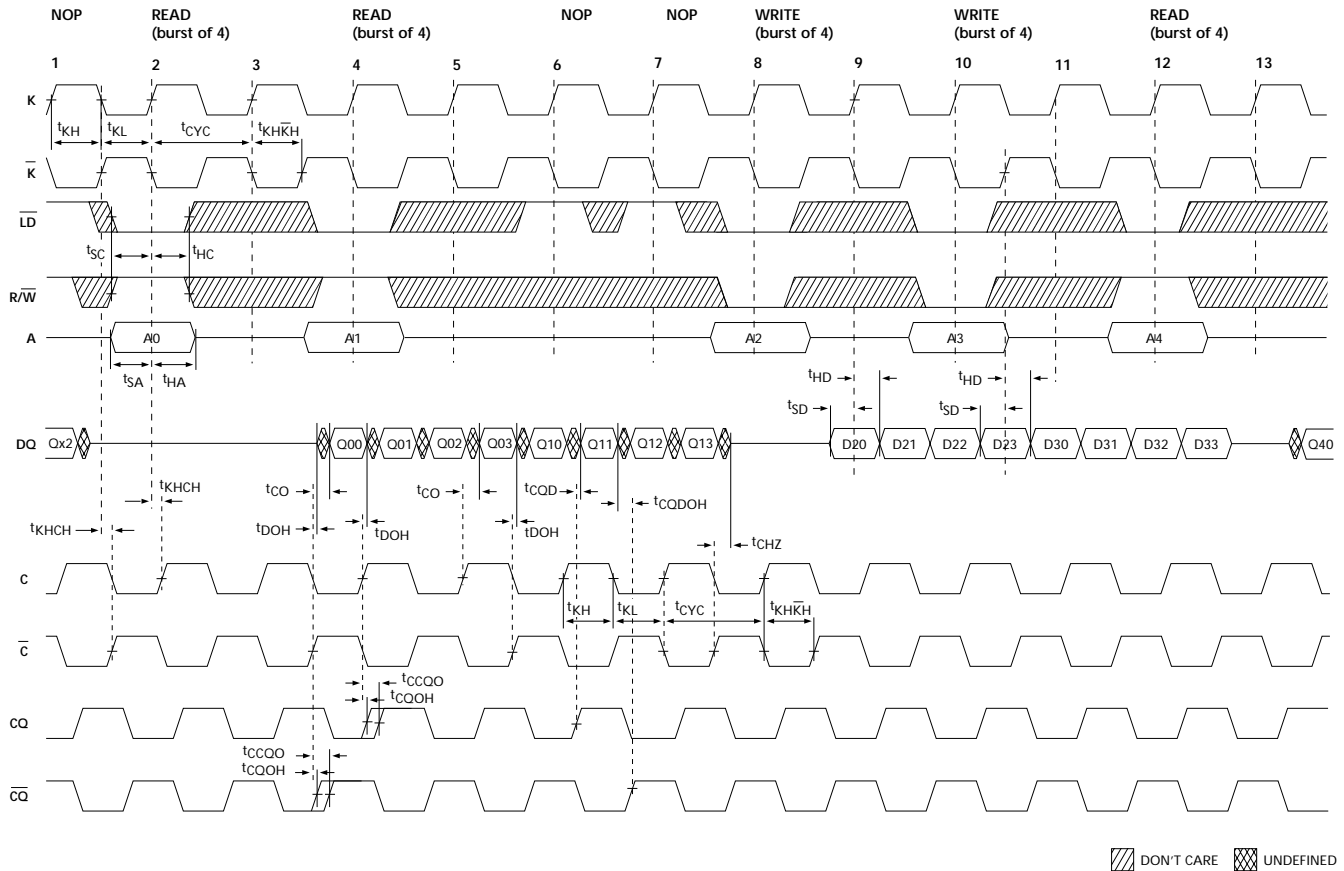 NOP READ READ NOP NOP WRITE WRITE READ
(burst of 4) (burst of 4) (burst of 4) (burst of 4) (burst of 4)
1 2 3 4 5 6 7 8 9 10 11 12 13
K
tKH tKL tCYC tKHK̅H
K̅
L̅D̅
tSC tHC
R/W̅
A A0 A1 A2 A3 A4
tSA tHA tHD tHD
tSD tSD
DQ Qx2 Q00 Q01 Q02 Q03 Q10 Q11 Q12 Q13 D20 D21 D22 D23 D30 D31 D32 D33 Q40
tKHCH tCO tCO tCQD tCQDOH
tKHCH tDOH tDOH tDOH tCHZ
C
tKH tKL tCYC tKHK̅H
C̅
tCCQO
tCQOH
CQ
tCCQO
tCQOH
C̅Q̅
DON'T CARE UNDEFINED